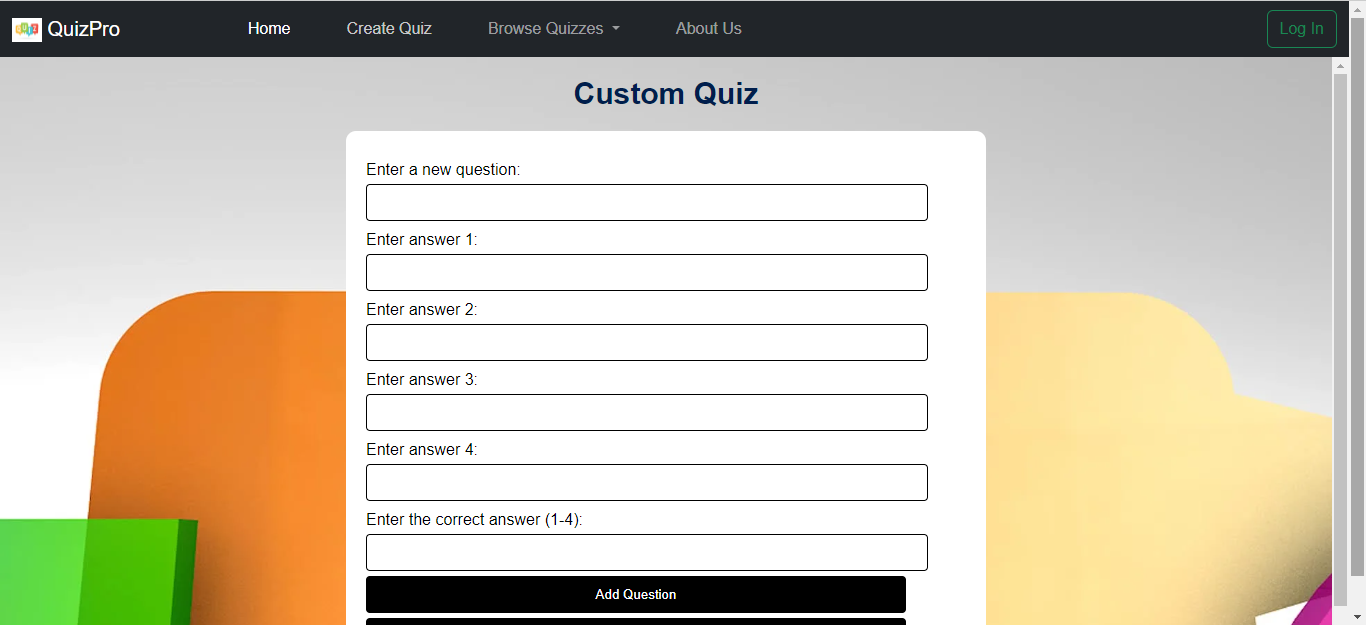 QUIZ QuizPro Home Create Quiz Browse Quizzes About Us Log In
Custom Quiz
Enter a new question:
Enter answer 1:
Enter answer 2:
Enter answer 3:
Enter answer 4:
Enter the correct answer (1-4):
Add Question